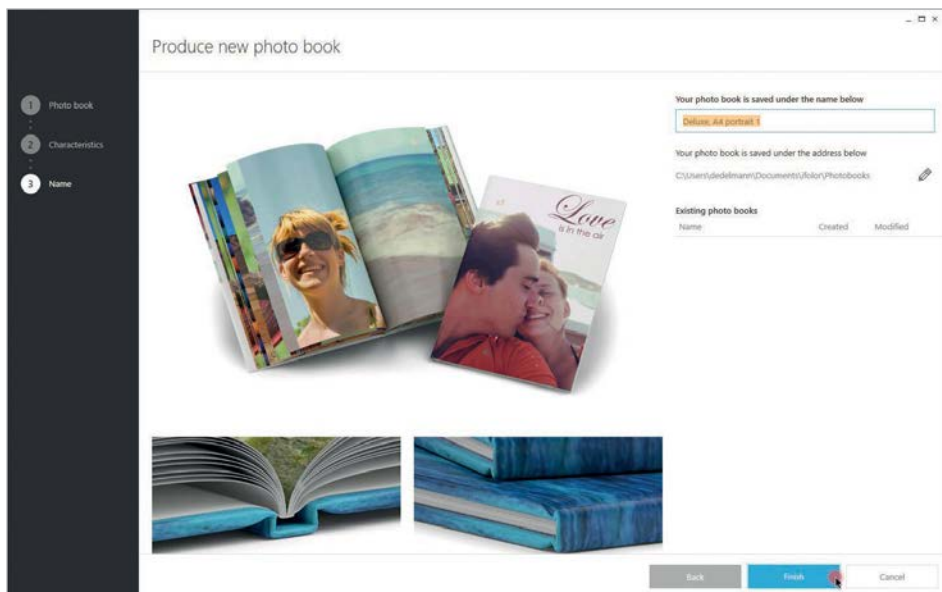 Produce new photo book
1 Photo book
2 Characteristics
3 Name
Love
is in the air
Your photo book is saved under the name below
Deluxe, A4 portrait 1
Your photo book is saved under the address below
C:\Users\dedelmann\Documents\ifolor\Photobooks
Existing photo books
Name Created Modified
Back Finish Cancel